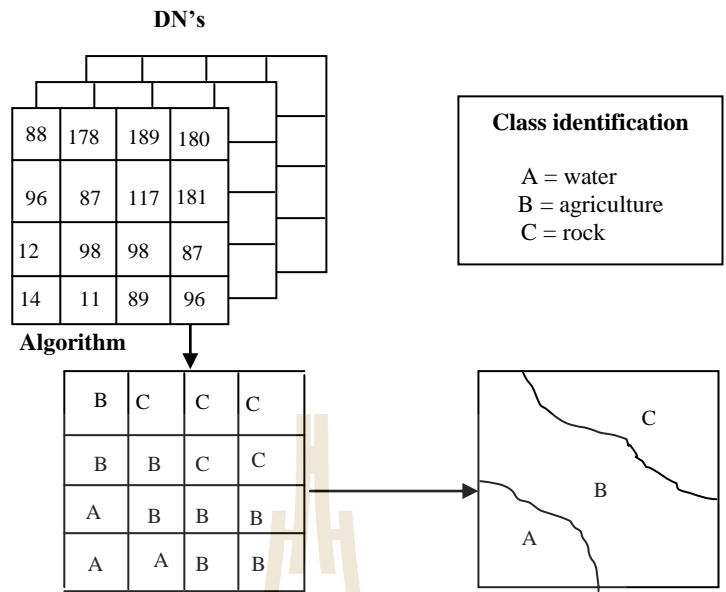 DN’s
88 178 189 180
96 87 117 181
12 98 98 87
14 11 89 96
Class identification
A = water
B = agriculture
C = rock
Algorithm
B C C C
B B C C
A B B B
A A B B
C
B
A